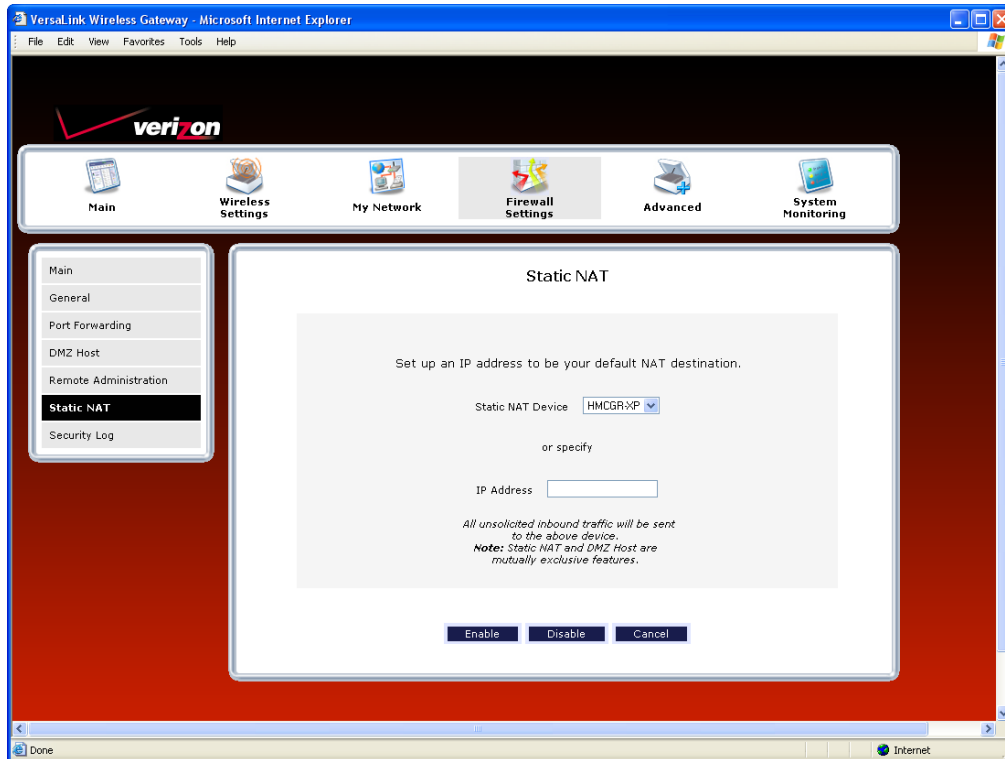 VersaLink Wireless Gateway - Microsoft Internet Explorer
File Edit View Favorites Tools Help
verizon
Main
Wireless Settings
My Network
Firewall Settings
Advanced
System Monitoring
Main
General
Port Forwarding
DMZ Host
Remote Administration
Static NAT
Security Log
Static NAT
Set up an IP address to be your default NAT destination.
Static NAT Device HMCGR-XP
or specify
IP Address
All unsolicited inbound traffic will be sent
to the above device.
Note: Static NAT and DMZ Host are
mutually exclusive features.
Enable Disable Cancel
Done Internet